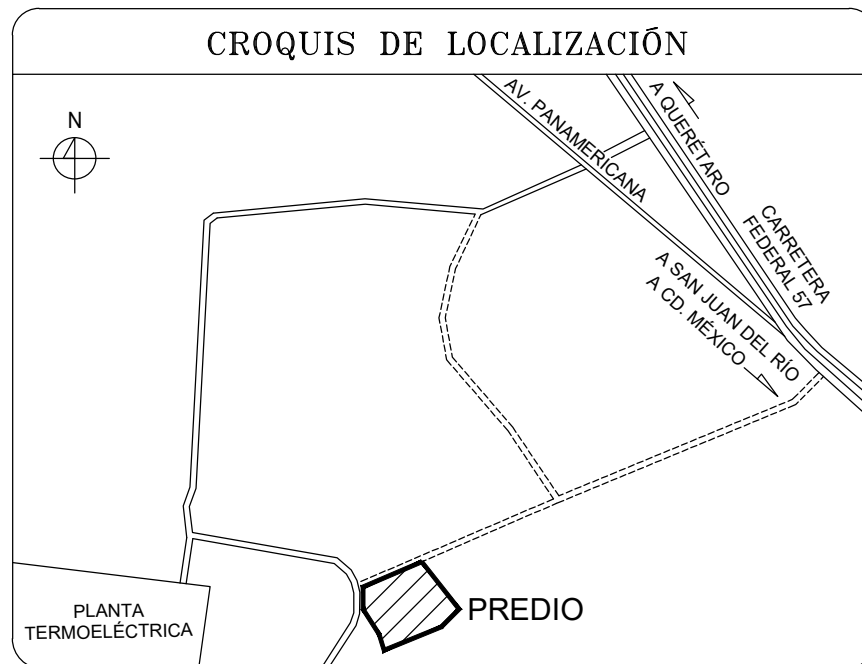 CROQUIS DE LOCALIZACIÓN
N
AV. PANAMERICANA
A QUERÉTARO
CARRETERA
FEDERAL 57
A SAN JUAN DEL RÍO
A CD. MÉXICO
PREDIO
PLANTA
TERMOELÉCTRICA